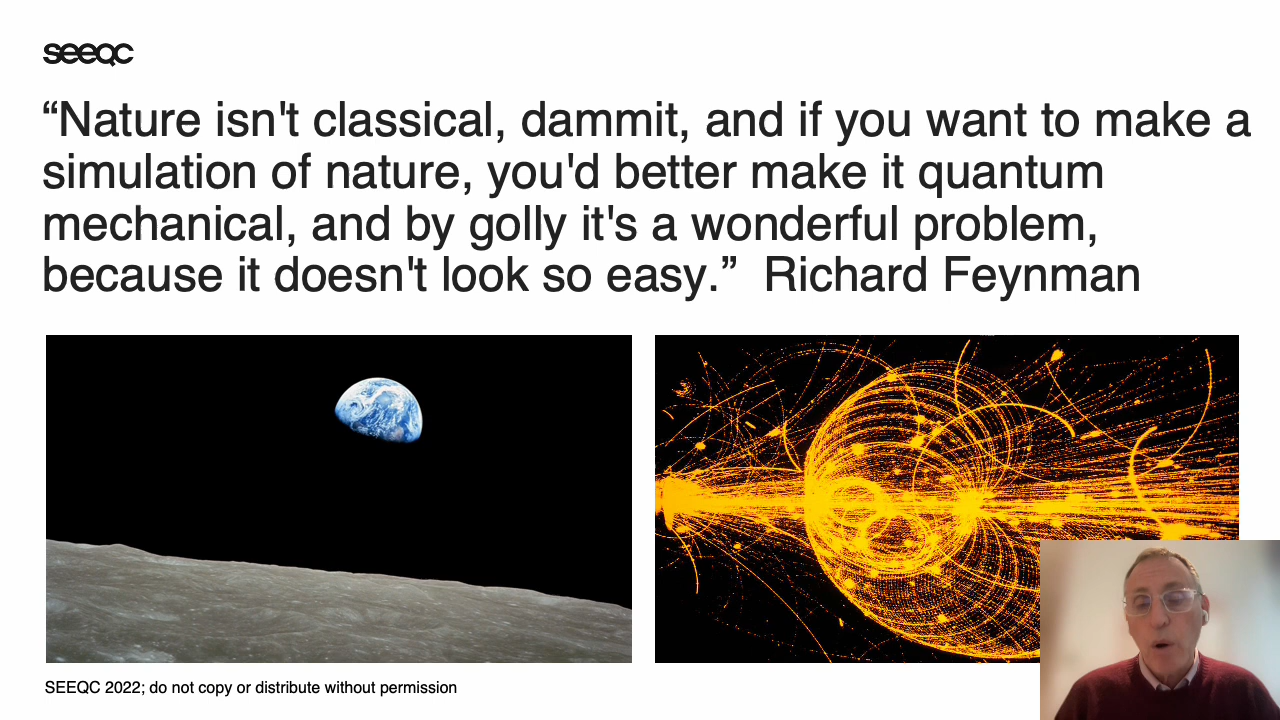 seeqc
“Nature isn't classical, dammit, and if you want to make a
simulation of nature, you'd better make it quantum
mechanical, and by golly it's a wonderful problem,
because it doesn't look so easy.”  Richard Feynman
SEEQC 2022; do not copy or distribute without permission